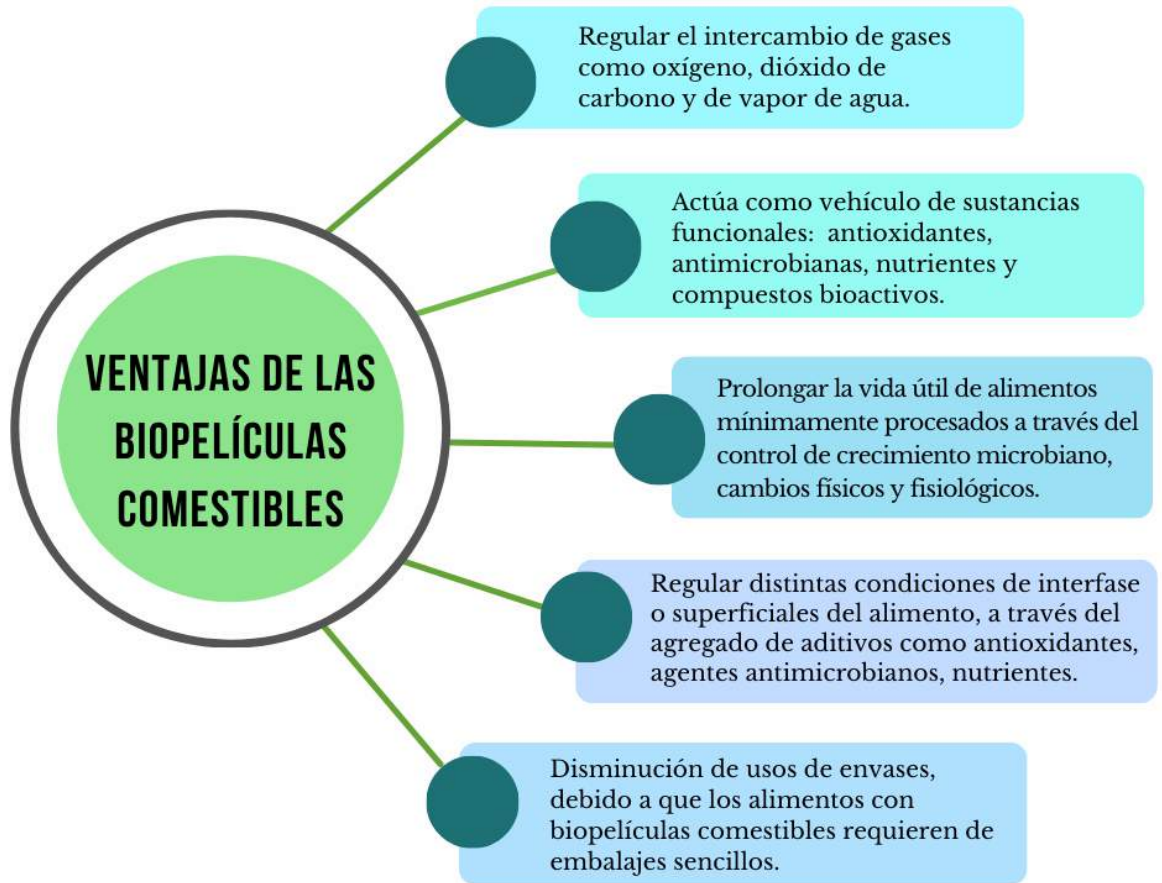 VENTAJAS DE LAS
BIOPELÍCULAS
COMESTIBLES
Regular el intercambio de gases
como oxígeno, dióxido de
carbono y de vapor de agua.
Actúa como vehículo de sustancias
funcionales: antioxidantes,
antimicrobianas, nutrientes y
compuestos bioactivos.
Prolongar la vida útil de alimentos
mínimamente procesados a través del
control de crecimiento microbiano,
cambios físicos y fisiológicos.
Regular distintas condiciones de interfase
o superficiales del alimento, a través del
agregado de aditivos como antioxidantes,
agentes antimicrobianos, nutrientes.
Disminución de usos de envases,
debido a que los alimentos con
biopelículas comestibles requieren de
embalajes sencillos.